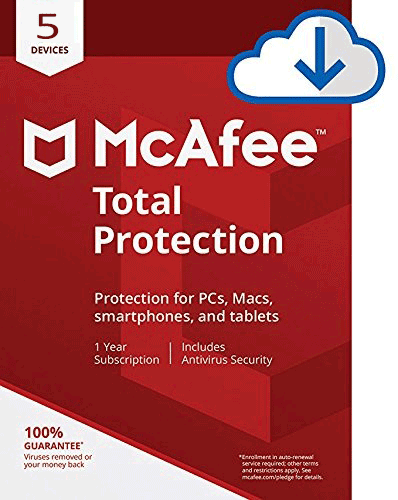 5
DEVICES
McAfee™
Total
Protection
Protection for PCs, Macs,
smartphones, and tablets
1 Year
Subscription
Includes
Antivirus Security
100%
GUARANTEE*
Viruses removed or
your money back
*Enrollment in auto-renewal
service required; other terms
and restrictions apply. See
mcafee.com/pledge for details.